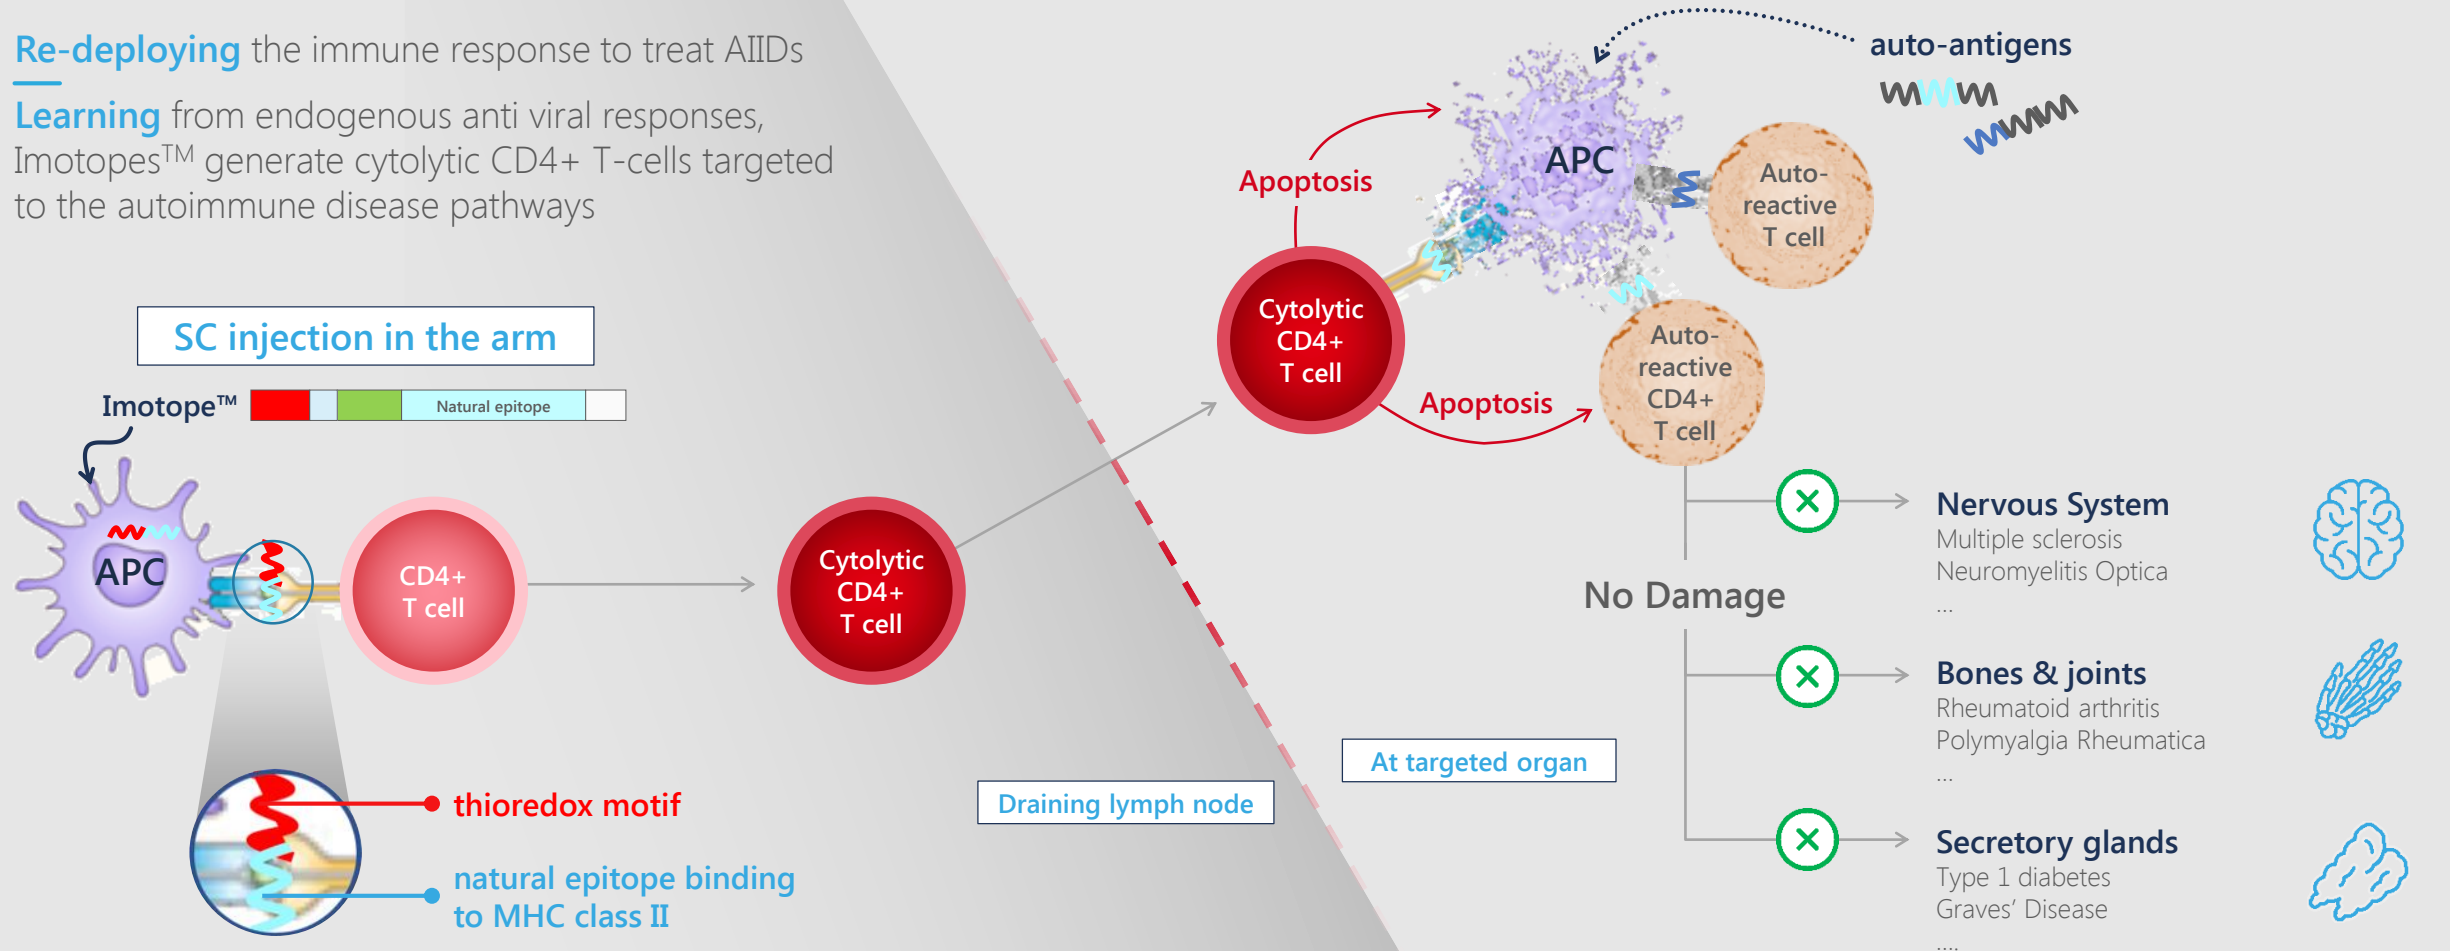 Re-deploying the immune response to treat AIIDs
Learning from endogenous anti viral responses,
Imotopes™ generate cytolytic CD4+ T-cells targeted
to the autoimmune disease pathways
SC injection in the arm
Imotope™
Natural epitope
APC
CD4+
T cell
Cytolytic
CD4+
T cell
thioredox motif
natural epitope binding
to MHC class II
Draining lymph node
auto-antigens
APC
Auto-
reactive
T cell
Apoptosis
Cytolytic
CD4+
T cell
Apoptosis
Auto-
reactive
CD4+
T cell
At targeted organ
No Damage
Nervous System
Multiple sclerosis
Neuromyelitis Optica
...
Bones & joints
Rheumatoid arthritis
Polymyalgia Rheumatica
...
Secretory glands
Type 1 diabetes
Graves’ Disease
....